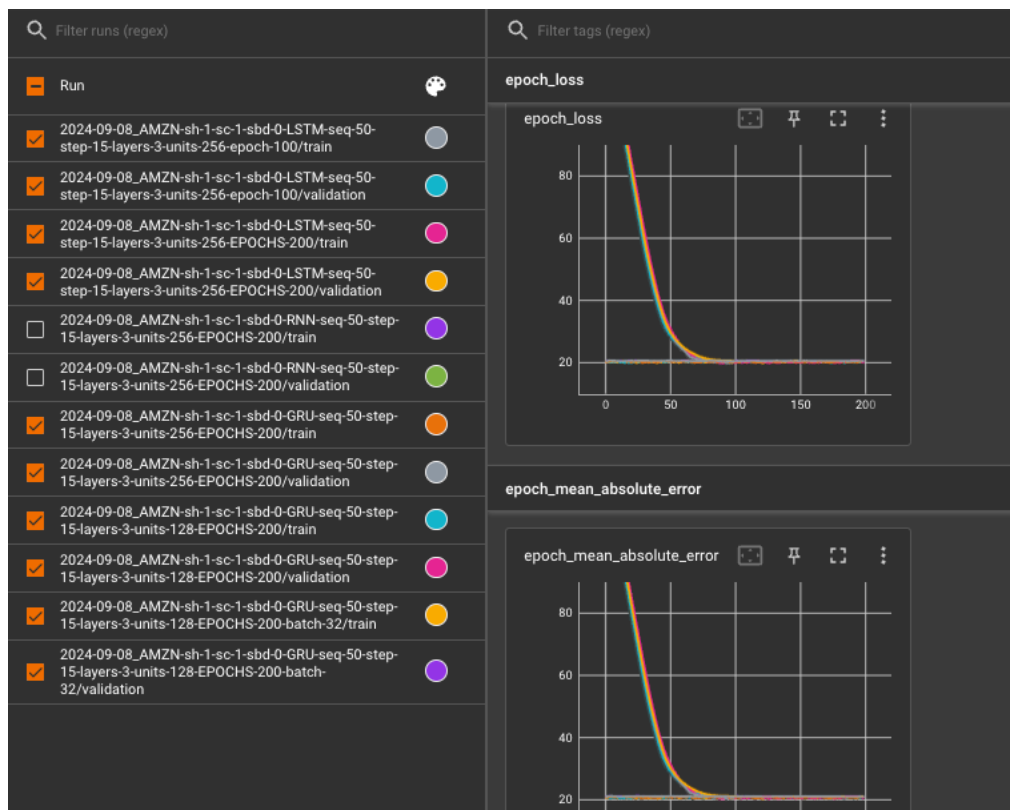 Filter runs (regex)
Run
2024-09-08_AMZN-sh-1-sc-1-sbd-0-LSTM-seq-50-
step-15-layers-3-units-256-epoch-100/train
2024-09-08_AMZN-sh-1-sc-1-sbd-0-LSTM-seq-50-
step-15-layers-3-units-256-epoch-100/validation
2024-09-08_AMZN-sh-1-sc-1-sbd-0-LSTM-seq-50-
step-15-layers-3-units-256-EPOCHS-200/train
2024-09-08_AMZN-sh-1-sc-1-sbd-0-LSTM-seq-50-
step-15-layers-3-units-256-EPOCHS-200/validation
2024-09-08_AMZN-sh-1-sc-1-sbd-0-RNN-seq-50-step-
15-layers-3-units-256-EPOCHS-200/train
2024-09-08_AMZN-sh-1-sc-1-sbd-0-RNN-seq-50-step-
15-layers-3-units-256-EPOCHS-200/validation
2024-09-08_AMZN-sh-1-sc-1-sbd-0-GRU-seq-50-step-
15-layers-3-units-256-EPOCHS-200/train
2024-09-08_AMZN-sh-1-sc-1-sbd-0-GRU-seq-50-step-
15-layers-3-units-256-EPOCHS-200/validation
2024-09-08_AMZN-sh-1-sc-1-sbd-0-GRU-seq-50-step-
15-layers-3-units-128-EPOCHS-200/train
2024-09-08_AMZN-sh-1-sc-1-sbd-0-GRU-seq-50-step-
15-layers-3-units-128-EPOCHS-200/validation
2024-09-08_AMZN-sh-1-sc-1-sbd-0-GRU-seq-50-step-
15-layers-3-units-128-EPOCHS-200-batch-32/train
2024-09-08_AMZN-sh-1-sc-1-sbd-0-GRU-seq-50-step-
15-layers-3-units-128-EPOCHS-200-batch-
32/validation
Filter tags (regex)
epoch_loss
epoch_loss
80
60
40
20
0 50 100 150 200
epoch_mean_absolute_error
epoch_mean_absolute_error
80
60
40
20